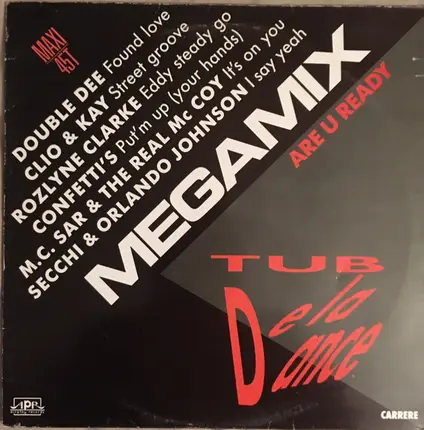 MAXI
45T
DOUBLE DEE Found love
CLIO & KAY Street groove
ROZLYNE CLARKE Eddy steady go
CONFETTI'S Put'm up (your hands)
M.C. SAR & THE REAL Mc COY It's on you
SECCHI & ORLANDO JOHNSON I say yeah
MEGAMIX
ARE U READY
TUB
De la
Dance
CARRERE